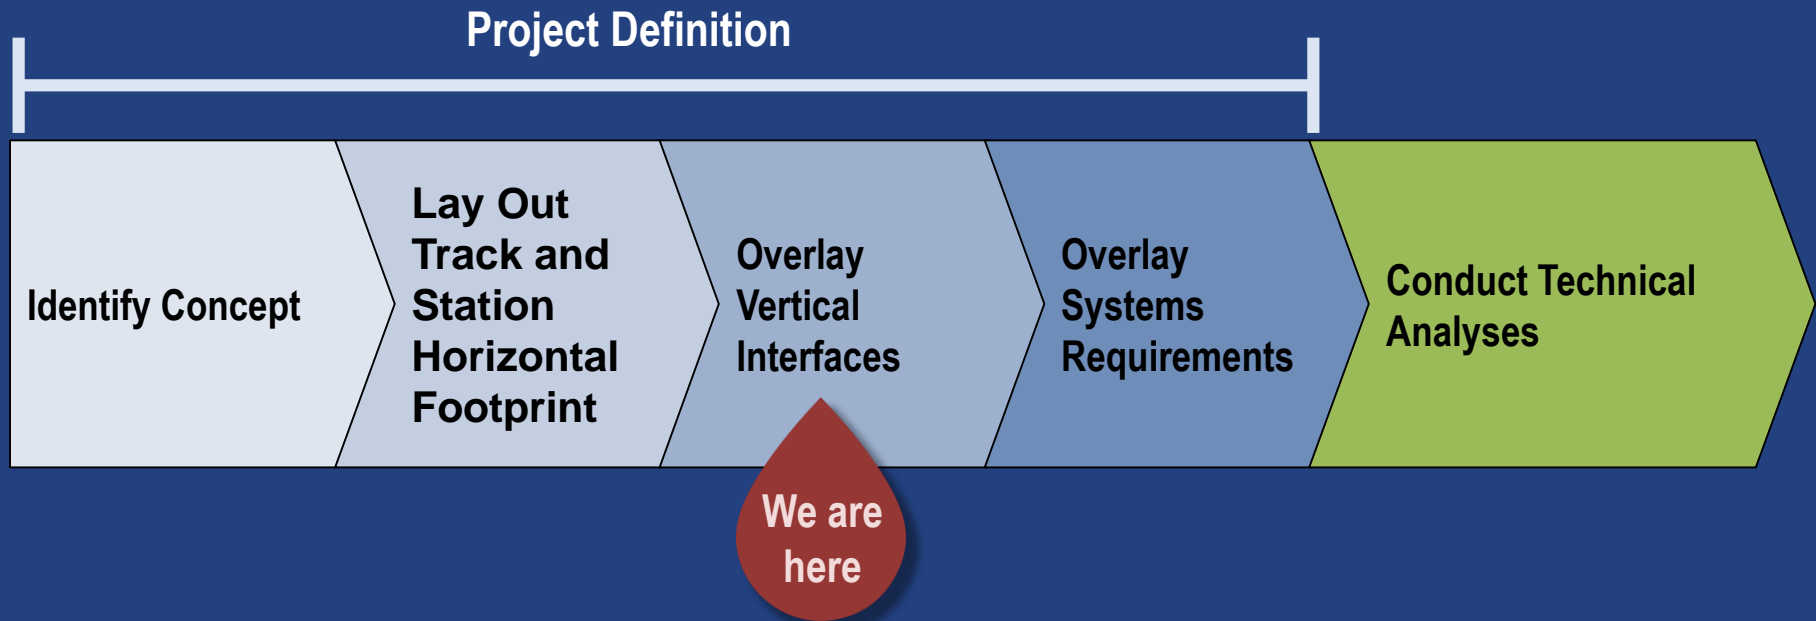 Project Definition
Identify Concept
Lay Out
Track and
Station
Horizontal
Footprint
Overlay
Vertical
Interfaces
Overlay
Systems
Requirements
Conduct Technical
Analyses
We are
here